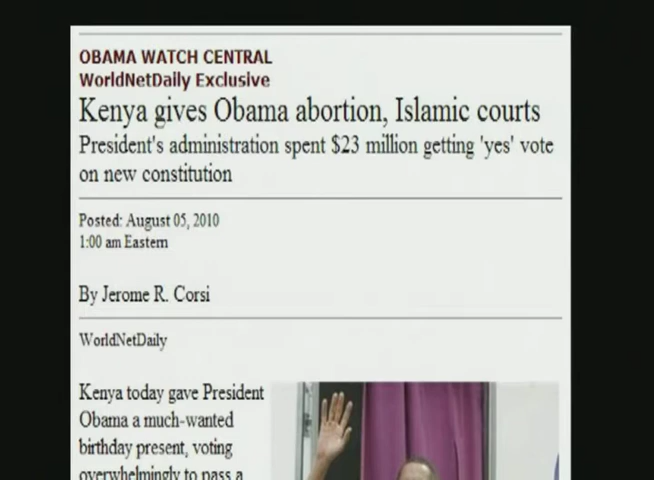 OBAMA WATCH CENTRAL
WorldNetDaily Exclusive
Kenya gives Obama abortion, Islamic courts
President's administration spent $23 million getting 'yes' vote
on new constitution
Posted: August 05, 2010
1:00 am Eastern
By Jerome R. Corsi
WorldNetDaily
Kenya today gave President
Obama a much-wanted
birthday present, voting
overwhelmingly to pass a